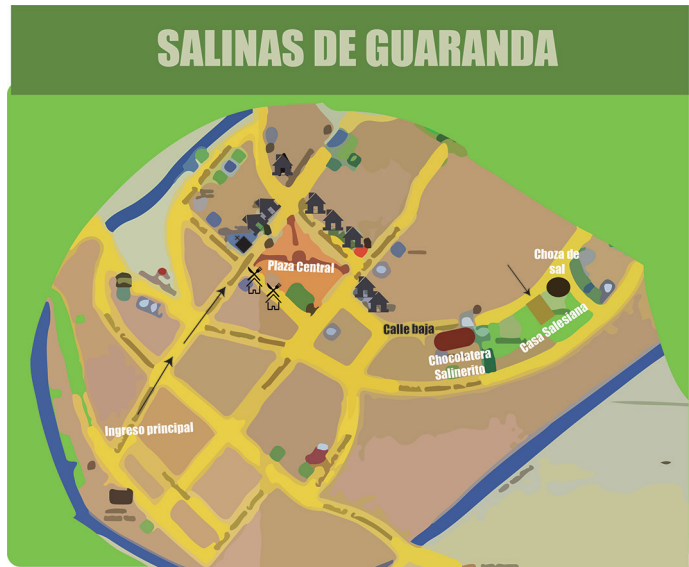 SALINAS DE GUARANDA
Choza de
sal
Plaza Central
Casa Salesiana
Calle baja
Chocolatera
Salinerito
Ingreso principal